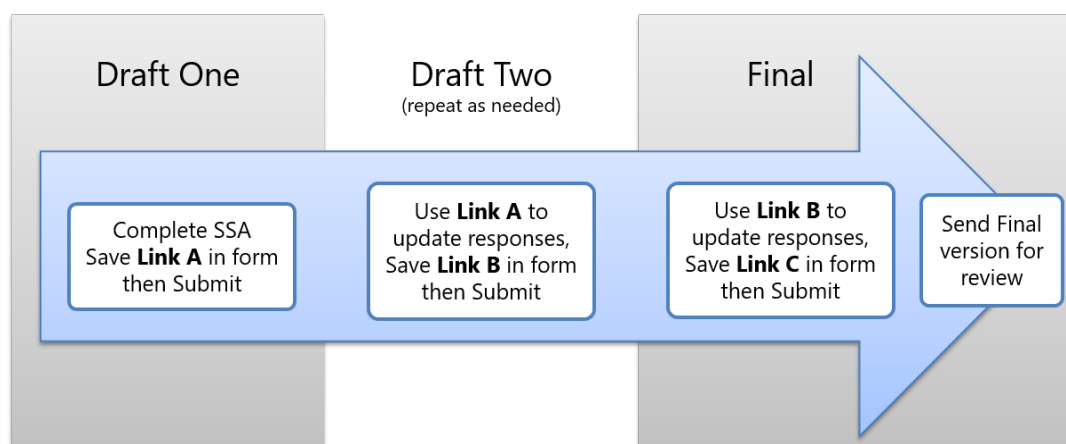 Draft One
Draft Two
(repeat as needed)
Final
Complete SSA
Save Link A in form
then Submit
Use Link A to
update responses,
Save Link B in form
then Submit
Use Link B to
update responses,
Save Link C in form
then Submit
Send Final
version for
review